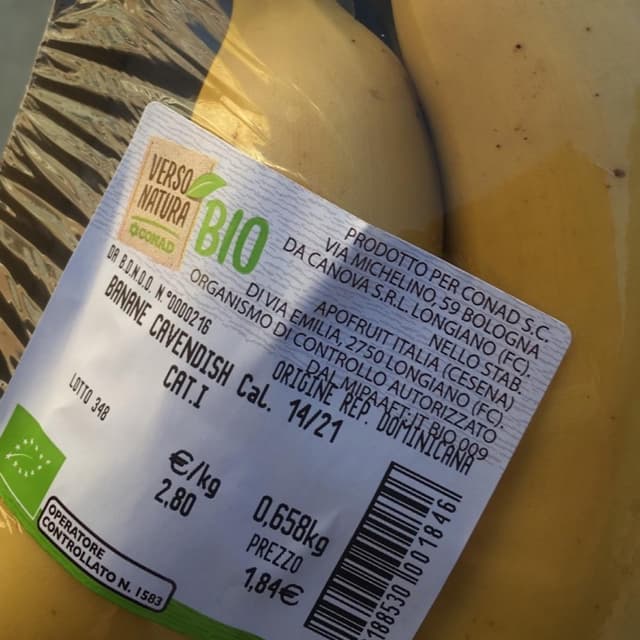 VERSO
NATURA
CONAD
BIO
PRODOTTO PER CONAD S.C.
VIA MICHELINO, 59 BOLOGNA
DA CANOVA S.R.L. LONGIANO (FC).
NELLO STAB.
APOFRUIT ITALIA (CESENA)
DI VIA EMILIA, 2750 LONGIANO (FC).
ORGANISMO DI CONTROLLO AUTORIZZATO
DAL MIPAAFT IT BIO 009
ORIGINE REP. DOMINICANA
DA B.D.N.D.O. N.°0000216
BANANE CAVENDISH Cal. 14/21
CAT.I
LOTTO 348
€/kg
2.80
0,658kg
PREZZO
1,84€
OPERATORE
CONTROLLATO N. 1583